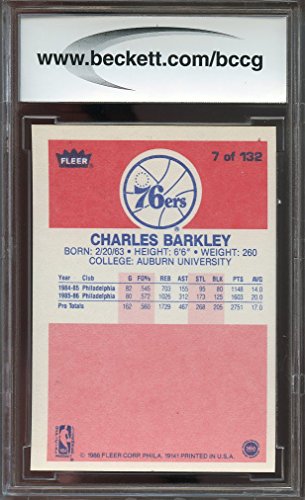 www.beckett.com/bccg
FLEER
7 of 132
76ers
CHARLES BARKLEY
BORN: 2/20/63 • HEIGHT: 6'6" • WEIGHT: 260
COLLEGE: AUBURN UNIVERSITY
Year Club G FG% REB AST STL BLK PTS AVG
1984-85 Philadelphia 82 .545 703 155 95 80 1148 14.0
1985-86 Philadelphia 80 .572 1026 312 173 125 1603 20.0
Pro Totals 162 .560 1729 467 268 205 2751 17.0
© 1986 FLEER CORP. PHILA. 19141 PRINTED IN U.S.A.